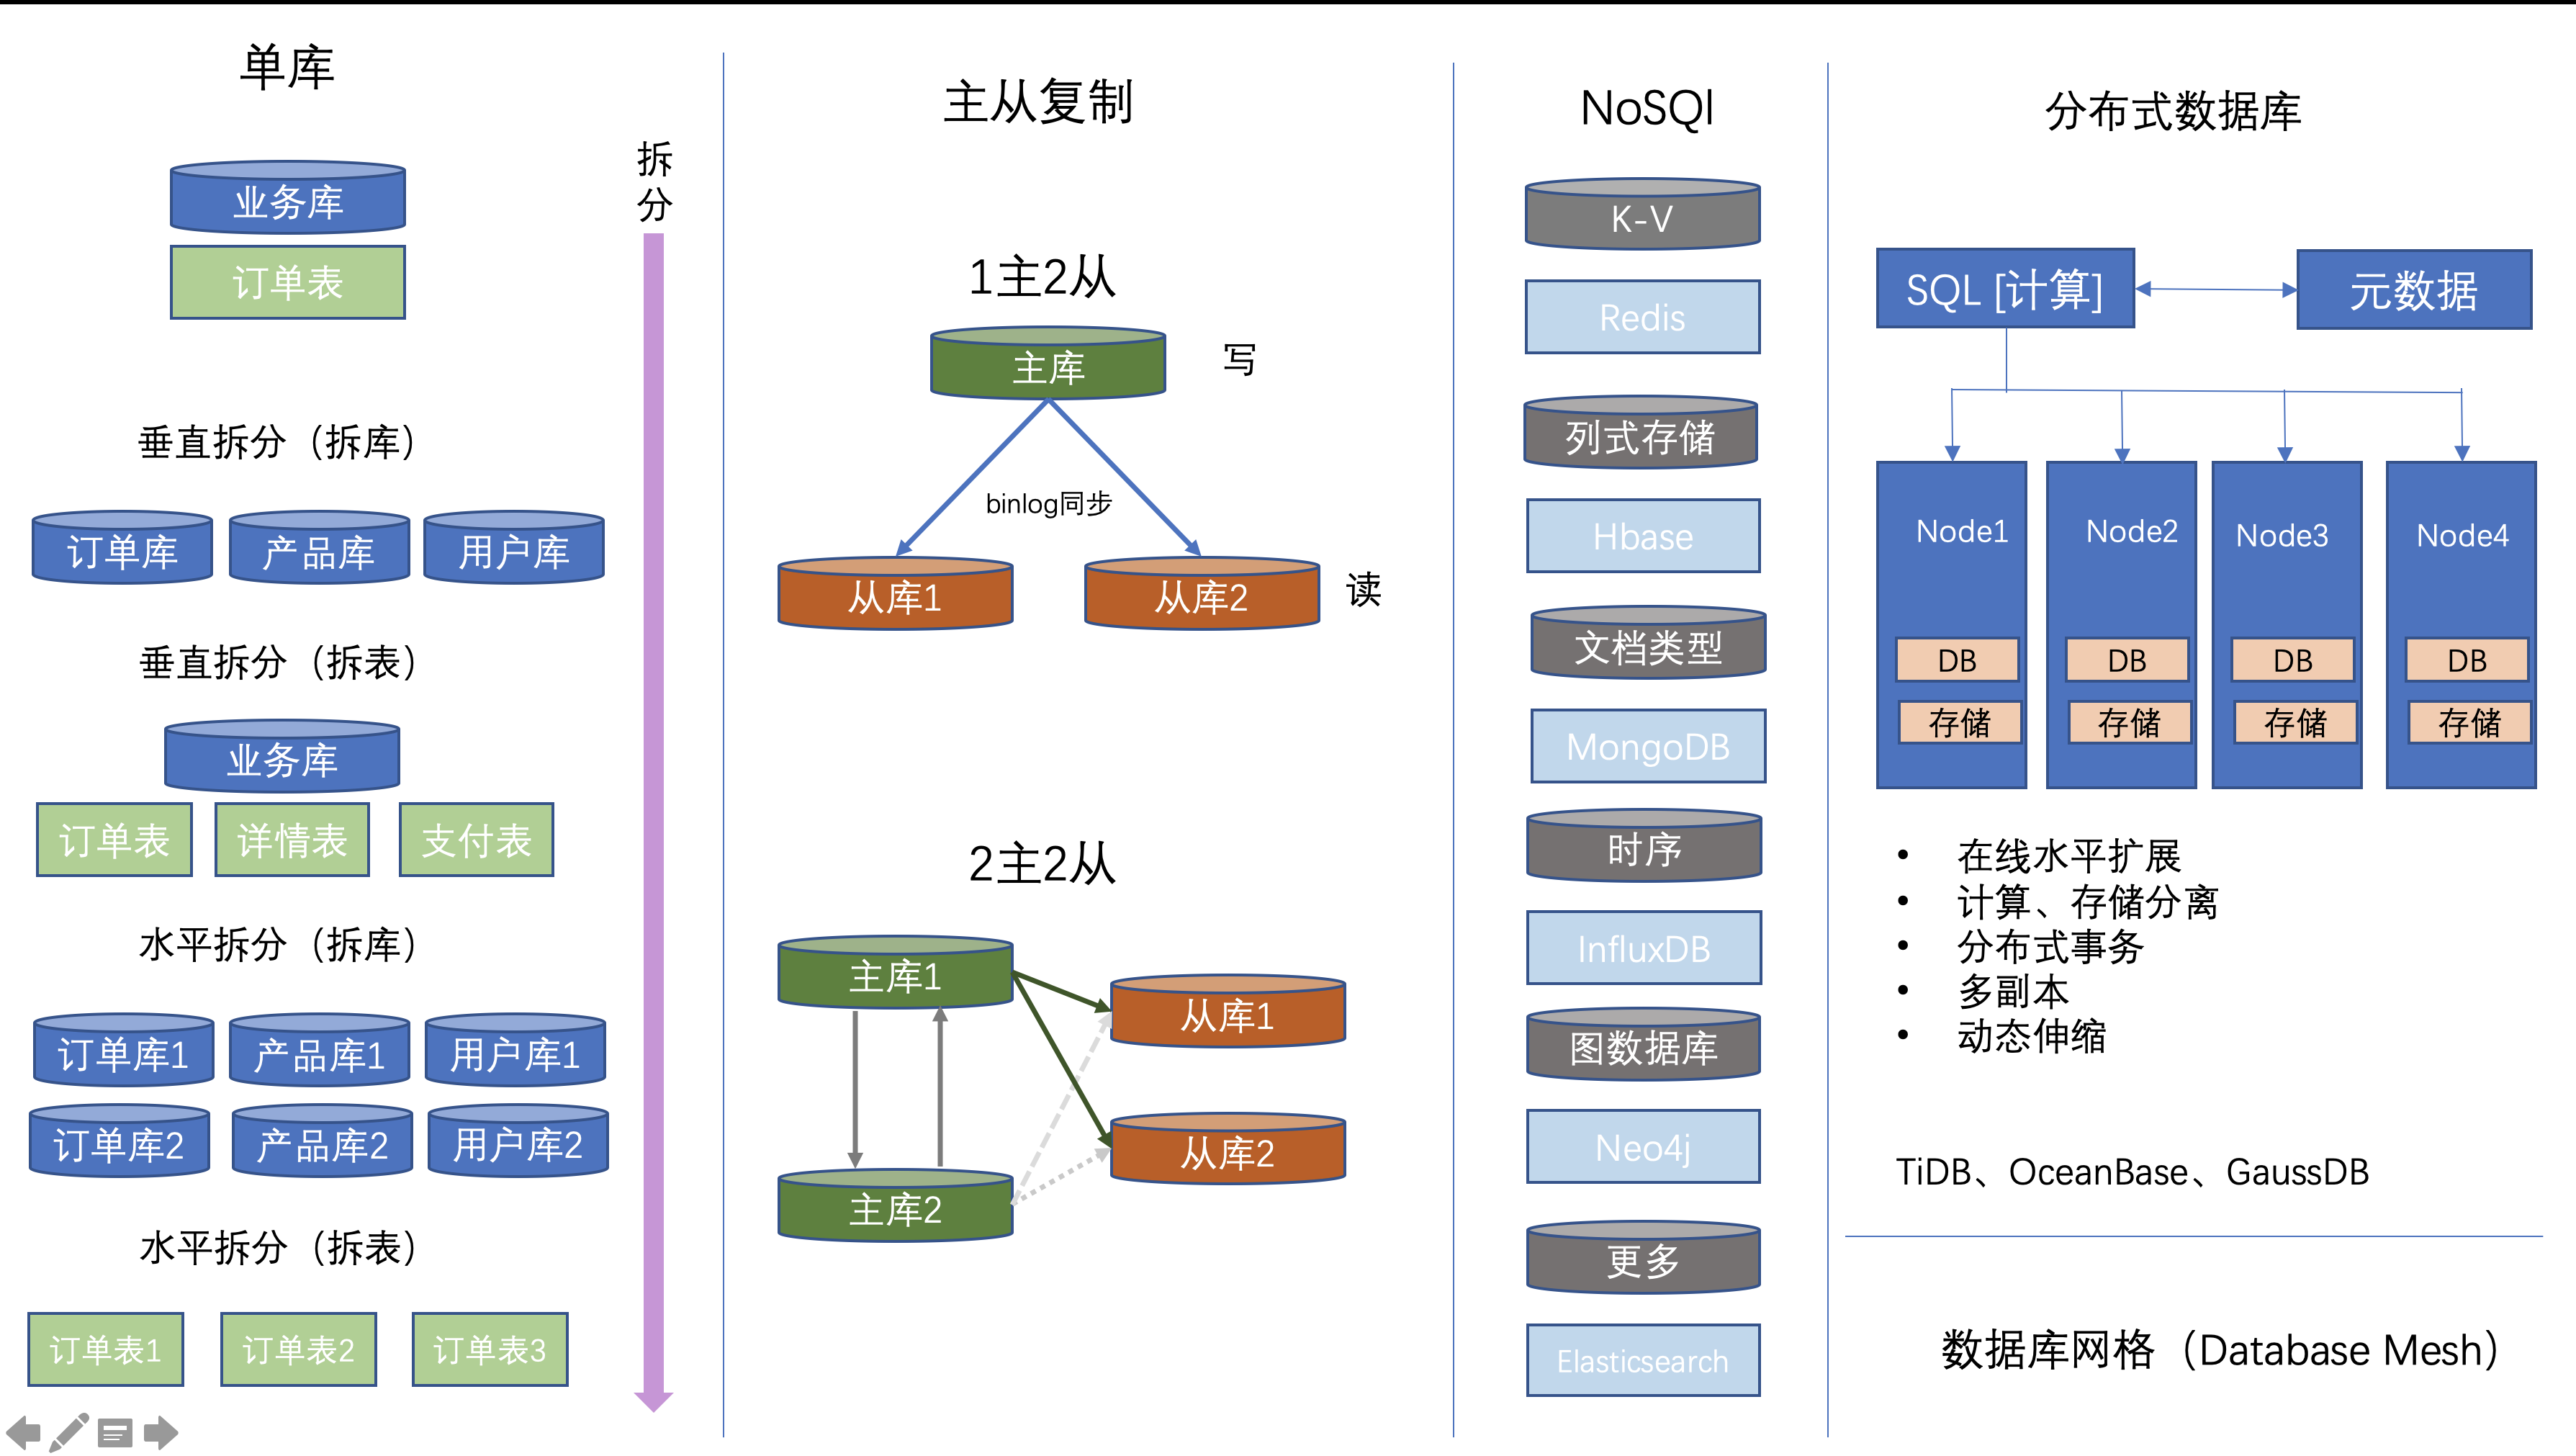 单库
业务库
订单表
拆
分
垂直拆分（拆库）
订单库
产品库
用户库
垂直拆分（拆表）
业务库
订单表
详情表
支付表
水平拆分（拆库）
订单库1
产品库1
用户库1
订单库2
产品库2
用户库2
水平拆分（拆表）
订单表1
订单表2
订单表3
主从复制
1主2从
主库
写
binlog同步
从库1
从库2
读
2主2从
主库1
从库1
从库2
主库2
NoSQl
K-V
Redis
列式存储
Hbase
文档类型
MongoDB
时序
InfluxDB
图数据库
Neo4j
更多
Elasticsearch
分布式数据库
SQL [计算]
元数据
Node1
Node2
Node3
Node4
DB
DB
DB
DB
存储
存储
存储
存储
• 在线水平扩展
• 计算、存储分离
• 分布式事务
• 多副本
• 动态伸缩
TiDB、OceanBase、GaussDB
数据库网格（Database Mesh）